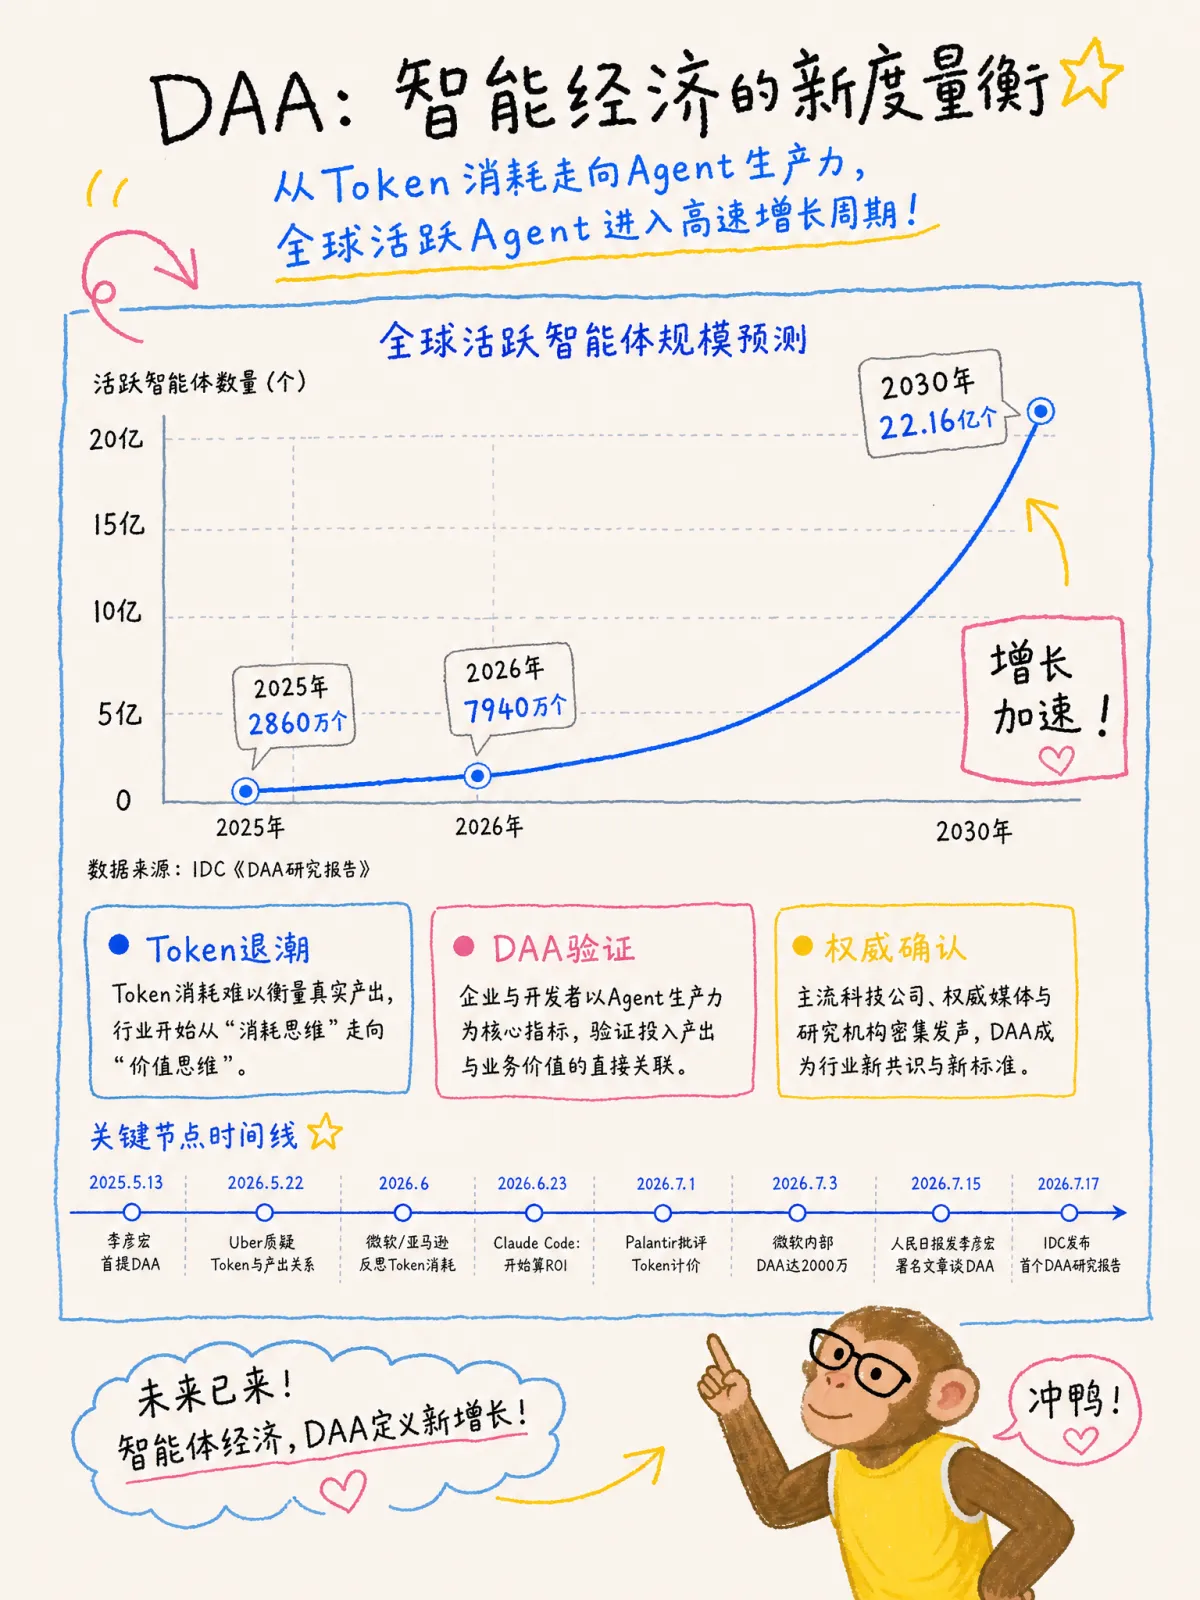 DAA：智能经济的新度量衡
从Token 消耗走向Agent 生产力，
全球活跃Agent 进入高速增长周期！
全球活跃智能体规模预测
活跃智能体数量 (个)
20亿
15亿
10亿
5亿
0
2030年
22.16亿个
2025年
2860万个
2026年
7940万个
增长
加速！
2025年
2026年
2030年
数据来源：IDC《DAA研究报告》
Token退潮
Token 消耗难以衡量真实产出，
行业开始从“消耗思维”走向
“价值思维”。
DAA验证
企业与开发者以Agent 生产力
为核心指标，验证投入产出
与业务价值的直接关联。
权威确认
主流科技公司、权威媒体与
研究机构密集发声，DAA成
为行业新共识与新标准。
关键节点时间线
2025.5.13
李彦宏
首提DAA
2026.5.22
Uber质疑
Token与产出关系
2026.6
微软/亚马逊
反思Token消耗
2026.6.23
Claude Code:
开始算ROI
2026.7.1
Palantir批评
Token计价
2026.7.3
微软内部
DAA达2000万
2026.7.15
人民日报发李彦宏
署名文章谈DAA
2026.7.17
IDC发布
首个DAA研究报告
未来已来！
智能体经济，DAA定义新增长！
冲鸭！